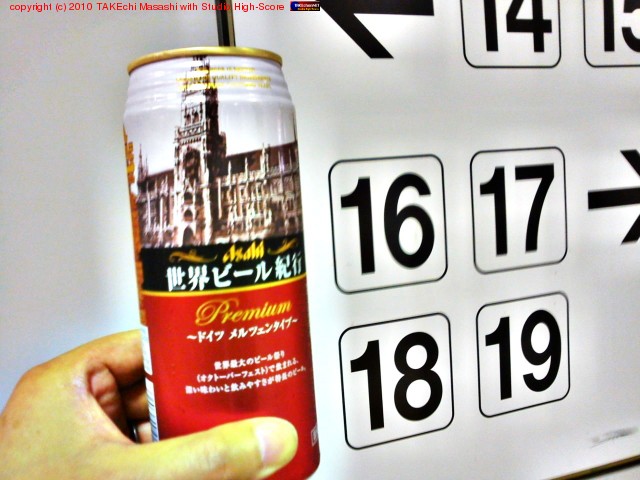 copyright (c) 2010 TAKEchi Masashi with Studio High-Score
14
15
16
17
18
19
Asahi
世界ビール紀行
Premium
~ドイツ メルフェンタイプ~
世界最大のビール祭り
(オクトーバーフェスト)で飲まれる、
深い味わいと飲みやすさが特長のビール。